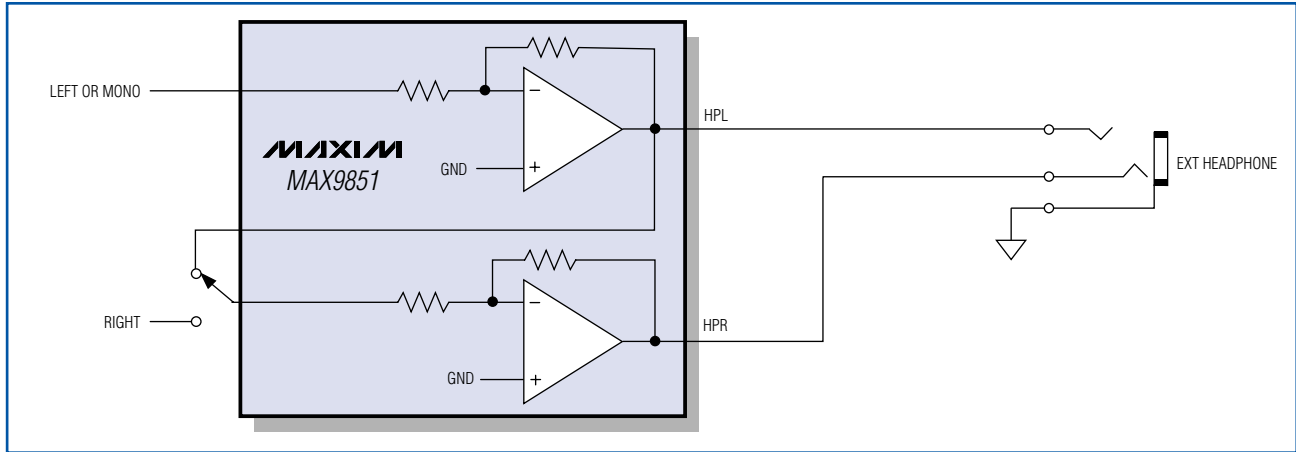 LEFT OR MONO
HPL
MAXIM
MAX9851
GND
−
+
EXT HEADPHONE
RIGHT
HPR
GND
−
+